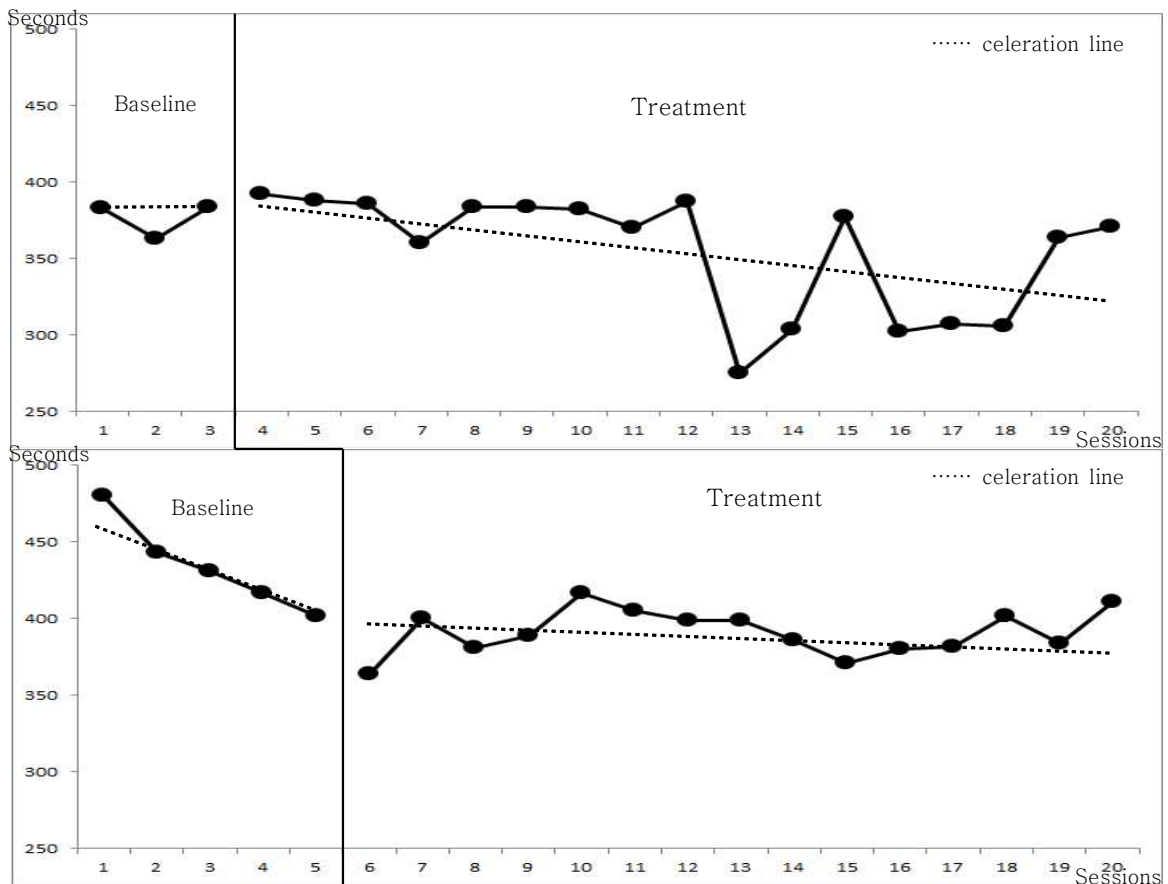 Seconds
500
...... celeration line
450
Baseline
Treatment
400
350
300
250
1 2 3 4 5 6 7 8 9 10 11 12 13 14 15 16 17 18 19 20
Sessions
Seconds
500
...... celeration line
Baseline
Treatment
450
400
350
300
250
1 2 3 4 5 6 7 8 9 10 11 12 13 14 15 16 17 18 19 20
Sessions